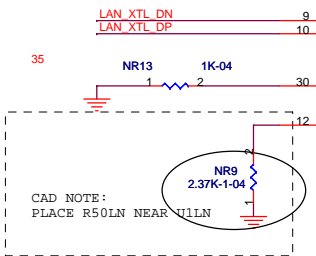 LAN_XTL_DN 9
LAN_XTL_DP 10
35
NR13 1K-04
1 2 30
12
2
NR9
2.37K-1-04
1
CAD NOTE:
PLACE R50LN NEAR U1LN